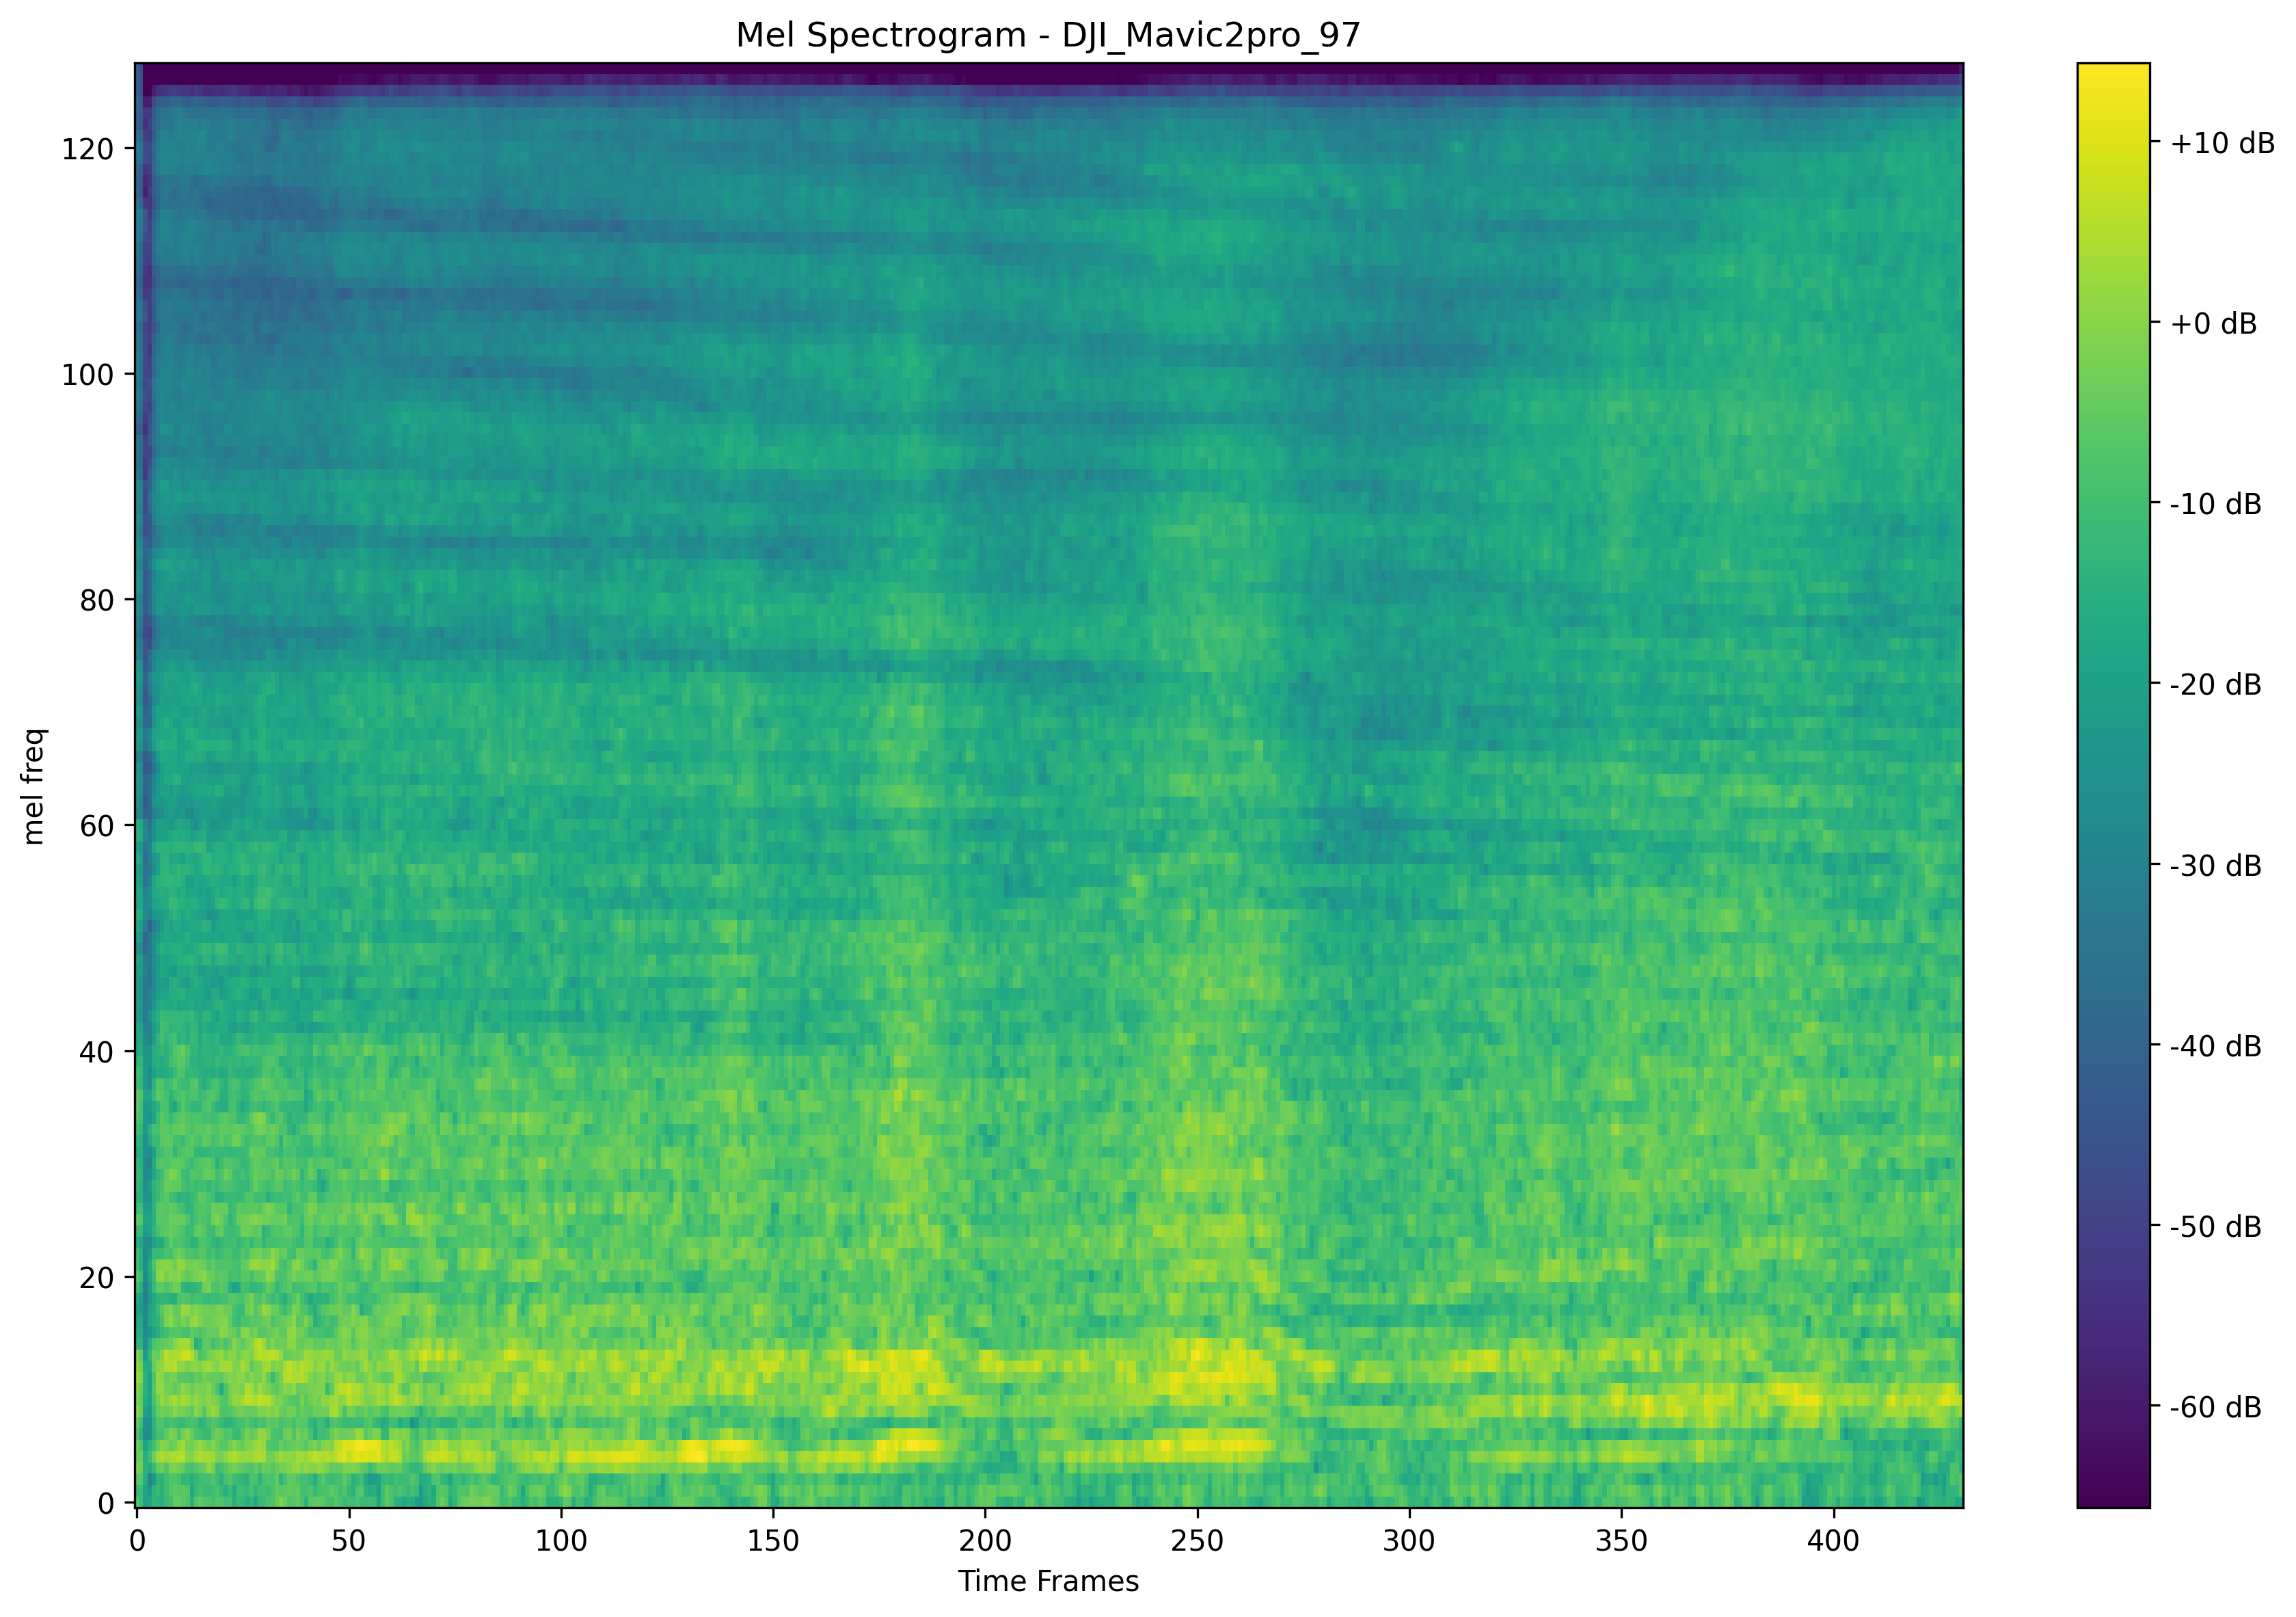 Mel Spectrogram - DJI_Mavic2pro_97
mel freq
120
100
80
60
40
20
0
0 50 100 150 200 250 300 350 400
Time Frames
+10 dB
+0 dB
-10 dB
-20 dB
-30 dB
-40 dB
-50 dB
-60 dB